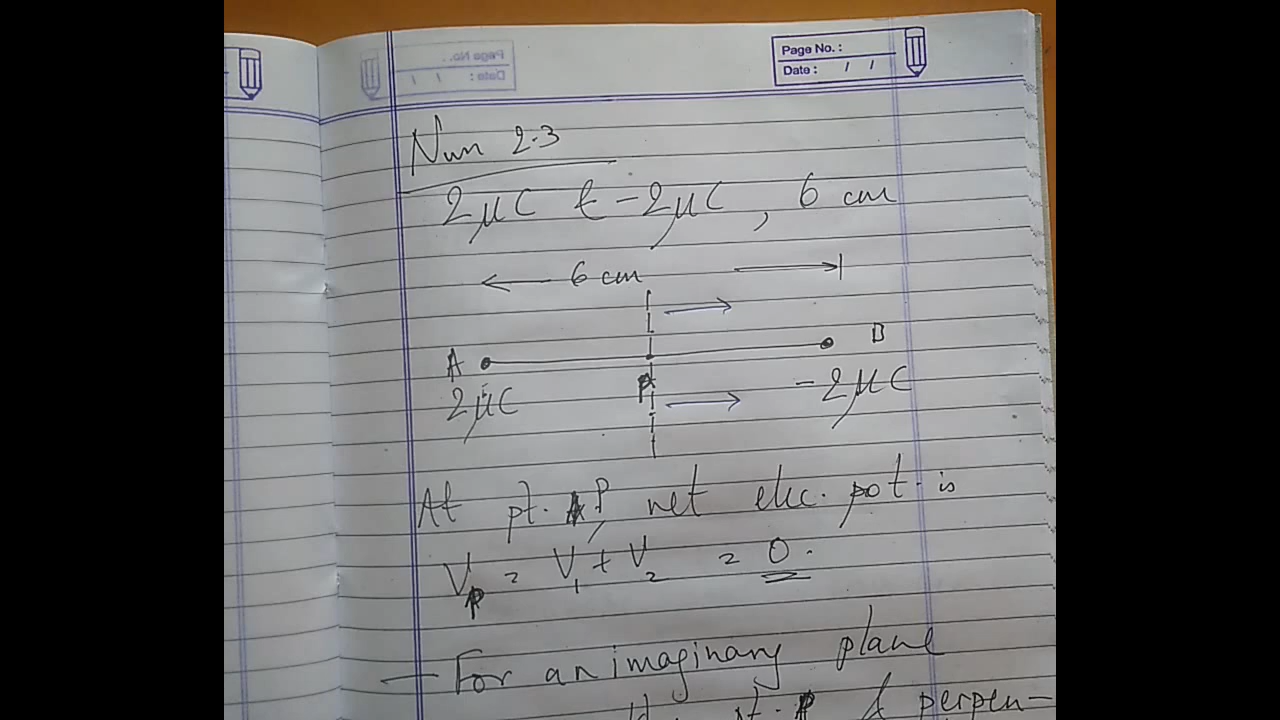 Page No. :
Date : / /
Num 2.3
2μC & -2μC, 6 cm
6 cm
A
B
2μC
P
-2μC
At pt. P, net elec. pot. is
VP = V1 + V2 = 0.
— For an imaginary plane
pt. P & perpen-